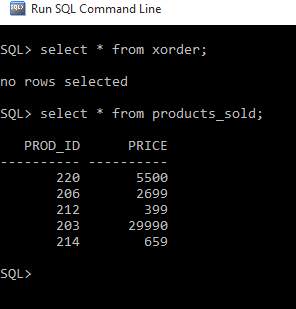 Run SQL Command Line
SQL> select * from xorder;
no rows selected
SQL> select * from products_sold;
PROD_ID PRICE
---------- ----------
220 5500
206 2699
212 399
203 29990
214 659
SQL>